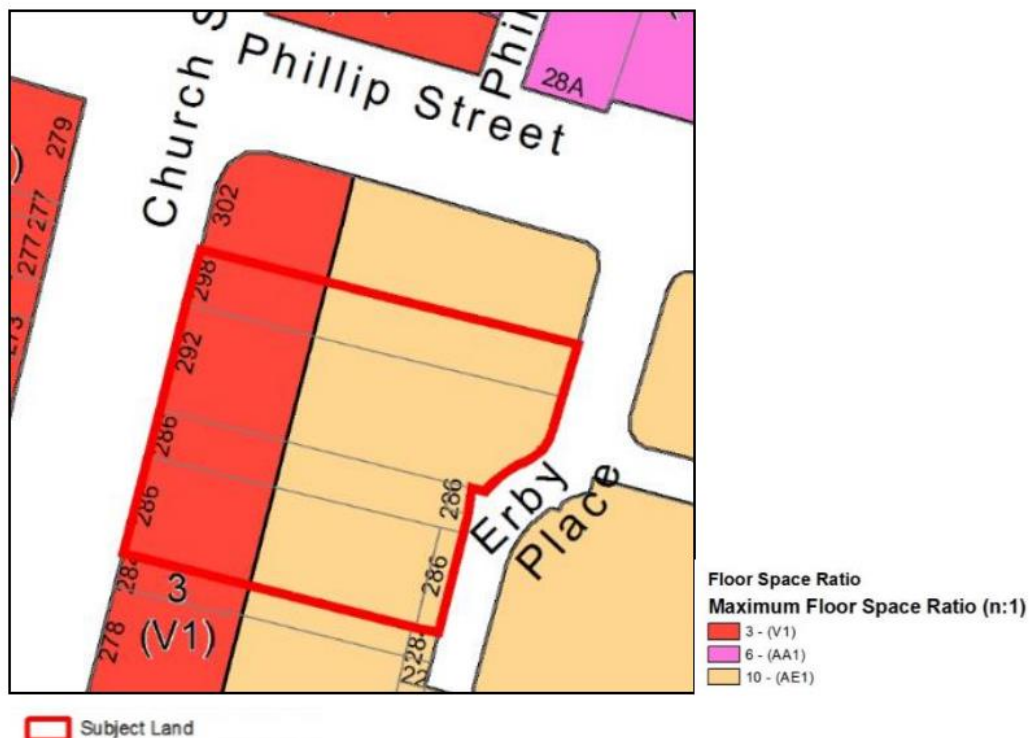 Church S
Phillip Street
Phil
28A
279
277
277
273
302
298
292
286
286
286
286
Erby
Place
284
3
(V1)
278
284
Floor Space Ratio
Maximum Floor Space Ratio (n:1)
3 - (V1)
6 - (AA1)
10 - (AE1)
Subject Land